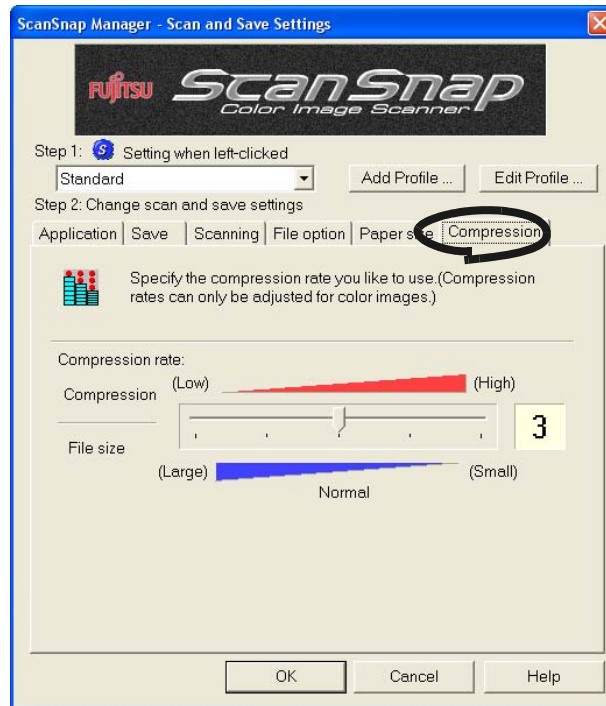 ScanSnap Manager - Scan and Save Settings
FUJITSU ScanSnap
Color Image Scanner
Step 1: S Setting when left-clicked
Standard Add Profile ... Edit Profile ...
Step 2: Change scan and save settings
Application Save Scanning File option Paper size Compression
Specify the compression rate you like to use.(Compression
rates can only be adjusted for color images.)
Compression rate:
Compression (Low) (High)
3
File size
(Large) (Small)
Normal
OK Cancel Help